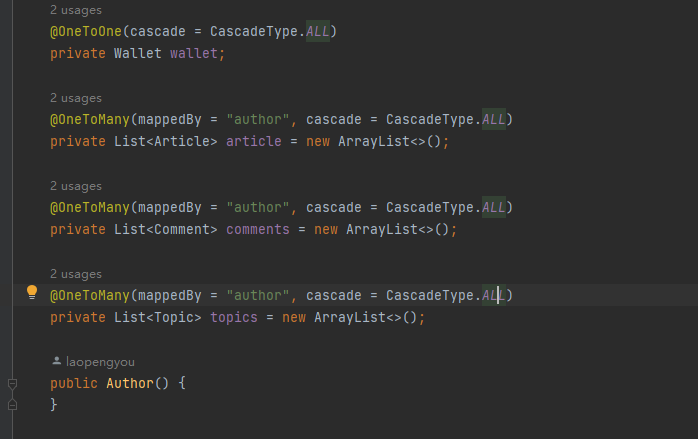 2 usages
@OneToOne(cascade = CascadeType.ALL)
private Wallet wallet;
2 usages
@OneToMany(mappedBy = "author", cascade = CascadeType.ALL)
private List<Article> article = new ArrayList<>();
2 usages
@OneToMany(mappedBy = "author", cascade = CascadeType.ALL)
private List<Comment> comments = new ArrayList<>();
2 usages
@OneToMany(mappedBy = "author", cascade = CascadeType.ALL)
private List<Topic> topics = new ArrayList<>();
laopengyou
public Author() {
}